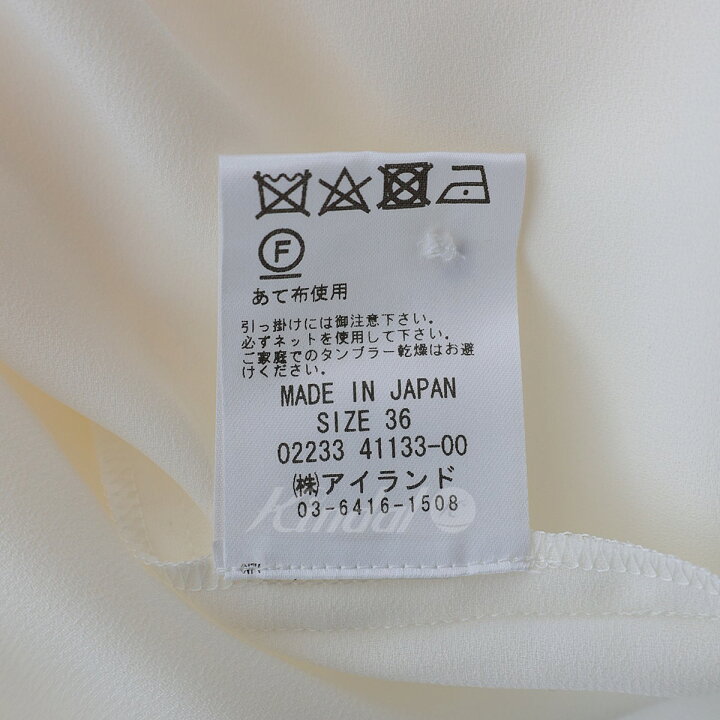 F
あて布使用
引っ掛けには御注意下さい。
必ずネットを使用して下さい。
ご家庭でのタンブラー乾燥はお避
けください。
MADE IN JAPAN
SIZE 36
02233 41133-00
㈱アイランド
03-6416-1508
Kindal